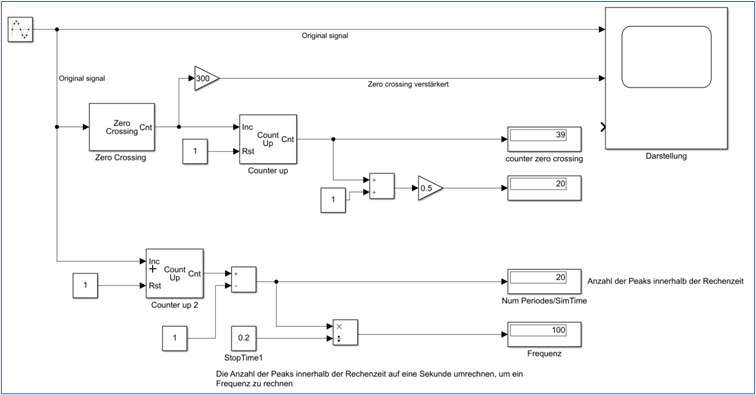 Original signal
Original signal
300
Zero crossing verstärkert
Zero
Crossing
Cnt
Zero Crossing
Inc
Count
Up
Cnt
Rst
Counter up
1
39
counter zero crossing
Darstellung
1
+
+
0.5
20
Inc
Count
Up
Cnt
Rst
Counter up 2
1
+
−
20
Num Periodes/SimTime
Anzahl der Peaks innerhalb der Rechenzeit
1
0.2
StopTime1
×
÷
100
Frequenz
Die Anzahl der Peaks innerhalb der Rechenzeit auf eine Sekunde umrechnen, um ein
Frequenz zu rechnen